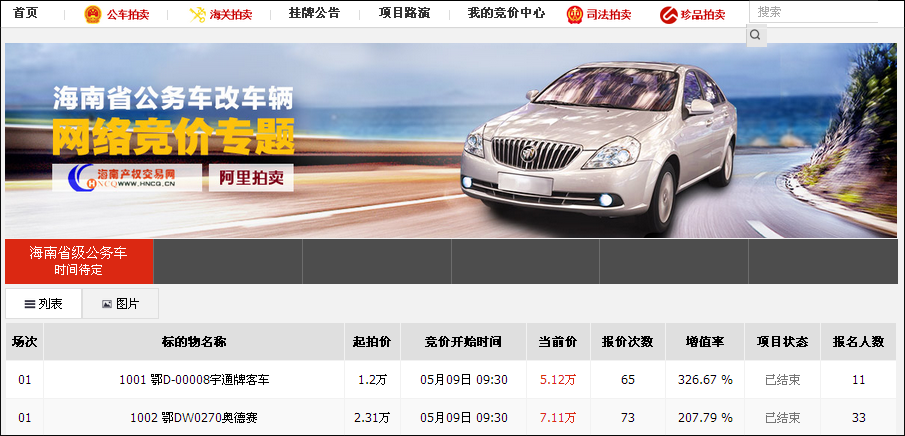 首页 公车拍卖 海关拍卖 挂牌公告 项目路演 我的竞价中心 司法拍卖 珍品拍卖 搜索
海南省公务车改车辆
网络竞价专题
海南产权交易网
HNCQWWW.HNCQ.CN
阿里拍卖
海南省级公务车
时间待定
列表 图片
场次 标的物名称 起拍价 竞价开始时间 当前价 报价次数 增值率 项目状态 报名人数
01 1001 鄂D-00008宇通牌客车 1.2万 05月09日 09:30 5.12万 65 326.67 % 已结束 11
01 1002 鄂DW0270奥德赛 2.31万 05月09日 09:30 7.11万 73 207.79 % 已结束 33